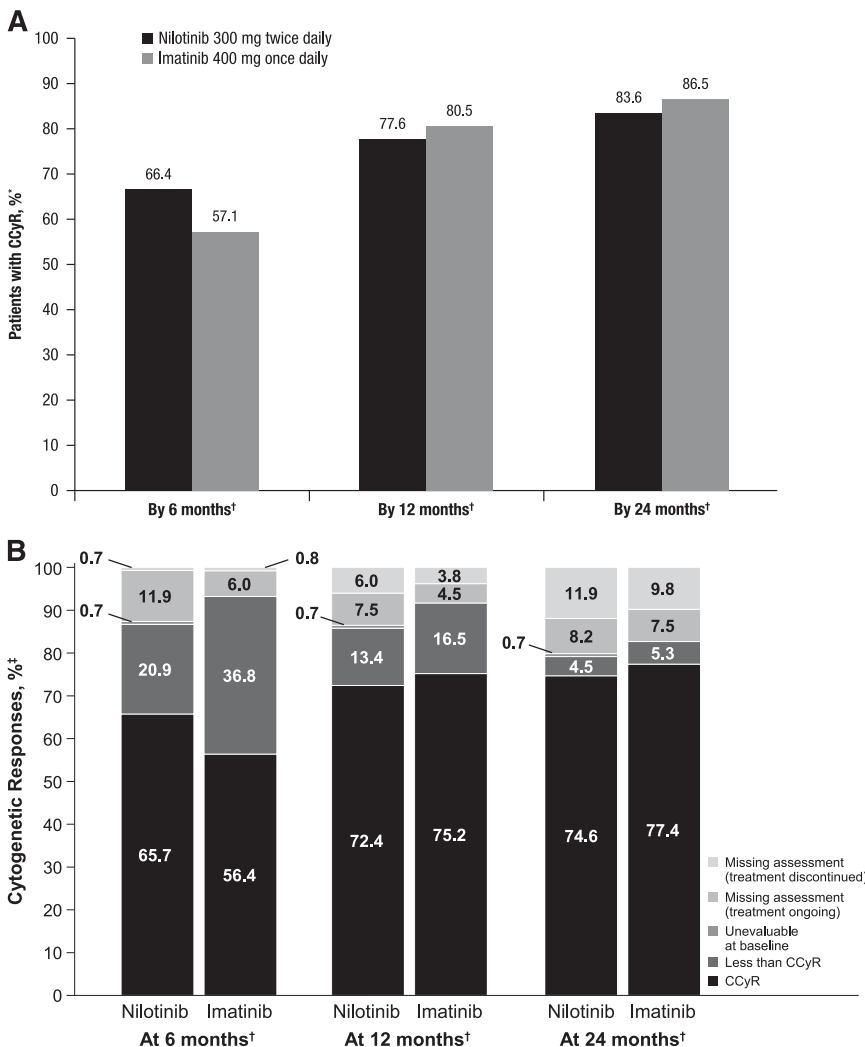 A
Nilotinib 300 mg twice daily
Imatinib 400 mg once daily
Patients with CCyR, %*
100
90
80
70
60
50
40
30
20
10
0
66.4
57.1
77.6
80.5
83.6
86.5
By 6 months†
By 12 months†
By 24 months†
B
Cytogenetic Responses, %‡
100
90
80
70
60
50
40
30
20
10
0
0.7
11.9
0.7
20.9
65.7
0.8
6.0
36.8
56.4
6.0
7.5
0.7
13.4
72.4
3.8
4.5
16.5
75.2
11.9
8.2
0.7
4.5
74.6
9.8
7.5
5.3
77.4
Missing assessment
(treatment discontinued)
Missing assessment
(treatment ongoing)
Unevaluable
at baseline
Less than CCyR
CCyR
Nilotinib Imatinib
Nilotinib Imatinib
Nilotinib Imatinib
At 6 months†
At 12 months†
At 24 months†